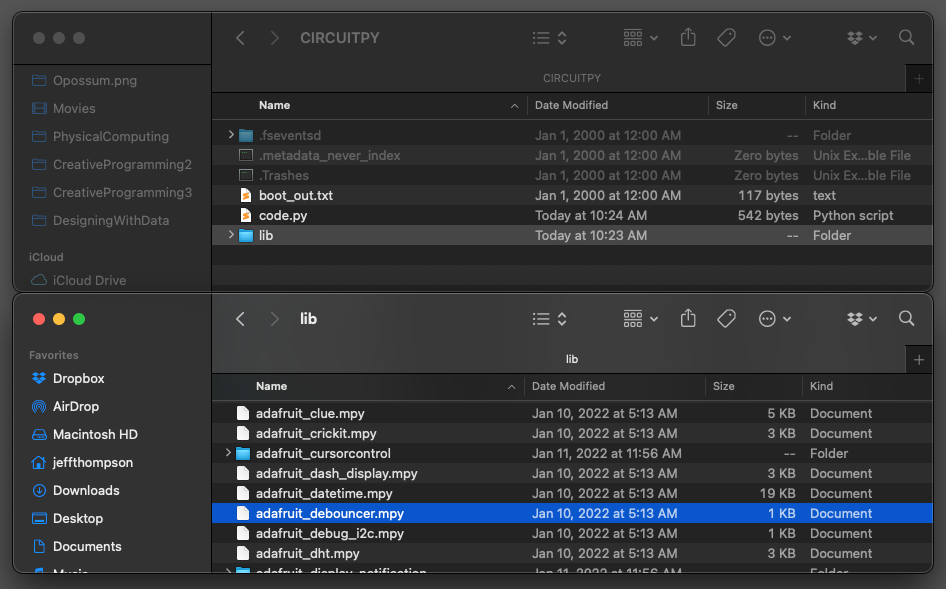 CIRCUITPY
Opossum.png
Movies
PhysicalComputing
CreativeProgramming2
CreativeProgramming3
DesigningWithData
iCloud
iCloud Drive
CIRCUITPY
Name Date Modified Size Kind
.fseventsd Jan 1, 2000 at 12:00 AM -- Folder
.metadata_never_index Jan 1, 2000 at 12:00 AM Zero bytes Unix Ex...ble File
.Trashes Jan 1, 2000 at 12:00 AM Zero bytes Unix Ex...ble File
boot_out.txt Jan 1, 2000 at 12:00 AM 117 bytes text
code.py Today at 10:24 AM 542 bytes Python script
lib Today at 10:23 AM -- Folder
lib
Favorites
Dropbox
AirDrop
Macintosh HD
jeffthompson
Downloads
Desktop
Documents
Music
lib
Name Date Modified Size Kind
adafruit_clue.mpy Jan 10, 2022 at 5:13 AM 5 KB Document
adafruit_crickit.mpy Jan 10, 2022 at 5:13 AM 3 KB Document
adafruit_cursorcontrol Jan 11, 2022 at 11:56 AM -- Folder
adafruit_dash_display.mpy Jan 10, 2022 at 5:13 AM 3 KB Document
adafruit_datetime.mpy Jan 10, 2022 at 5:13 AM 19 KB Document
adafruit_debouncer.mpy Jan 10, 2022 at 5:13 AM 1 KB Document
adafruit_debug_i2c.mpy Jan 10, 2022 at 5:13 AM 1 KB Document
adafruit_dht.mpy Jan 10, 2022 at 5:13 AM 3 KB Document
adafruit_display_notification Jan 11, 2022 at 11:56 AM -- Folder